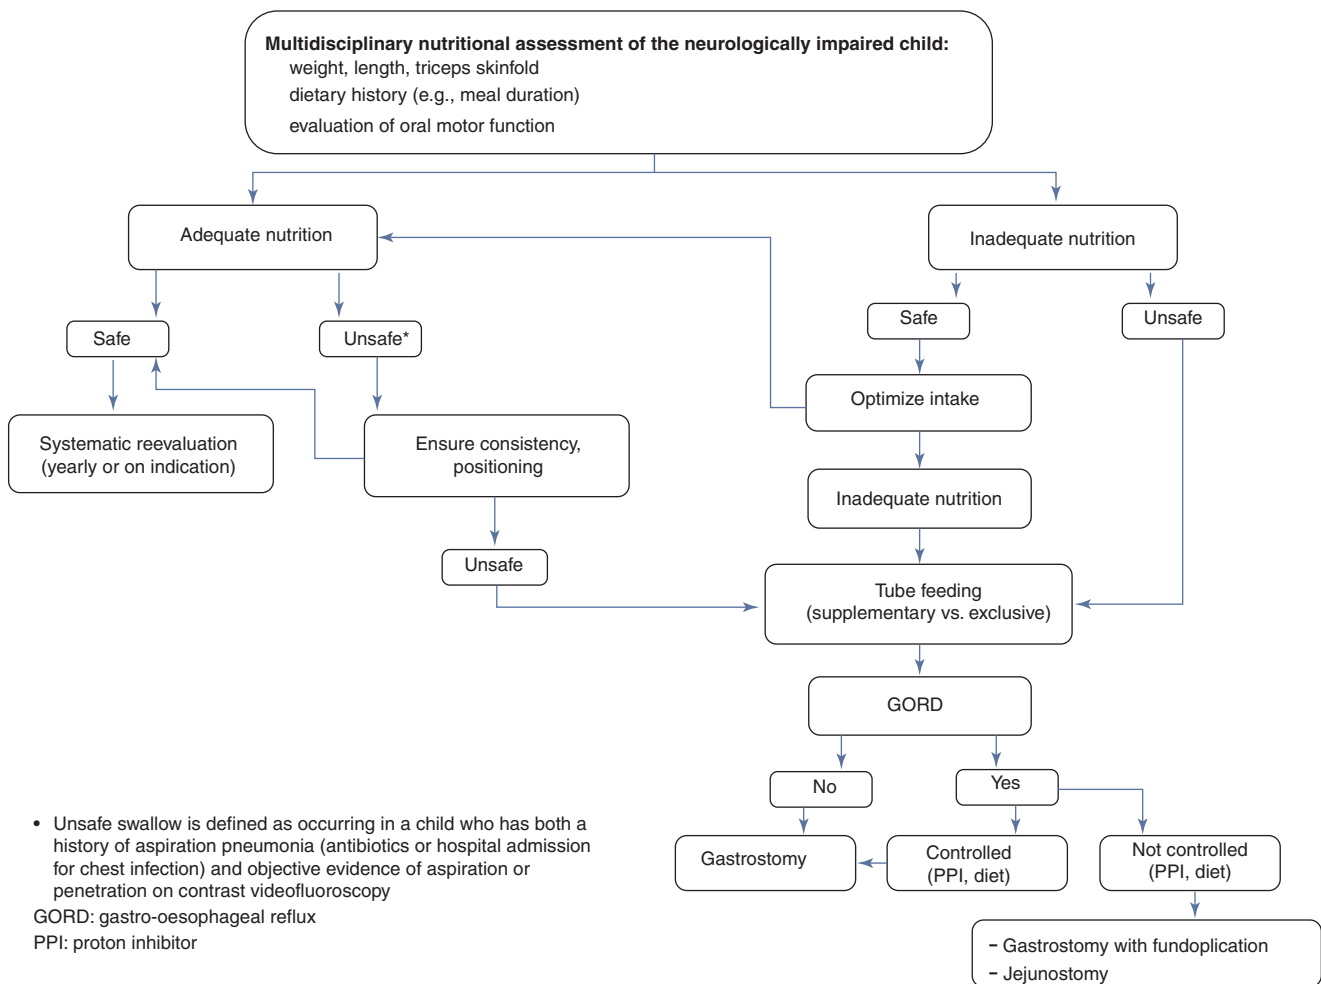 Multidisciplinary nutritional assessment of the neurologically impaired child:
weight, length, triceps skinfold
dietary history (e.g., meal duration)
evaluation of oral motor function
Adequate nutrition
Inadequate nutrition
Safe
Unsafe*
Safe
Unsafe
Systematic reevaluation
(yearly or on indication)
Ensure consistency,
positioning
Optimize intake
Inadequate nutrition
Unsafe
Tube feeding
(supplementary vs. exclusive)
GORD
No
Yes
Gastrostomy
Controlled
(PPI, diet)
Not controlled
(PPI, diet)
– Gastrostomy with fundoplication
– Jejunostomy
• Unsafe swallow is defined as occurring in a child who has both a
history of aspiration pneumonia (antibiotics or hospital admission
for chest infection) and objective evidence of aspiration or
penetration on contrast videofluoroscopy
GORD: gastro-oesophageal reflux
PPI: proton inhibitor